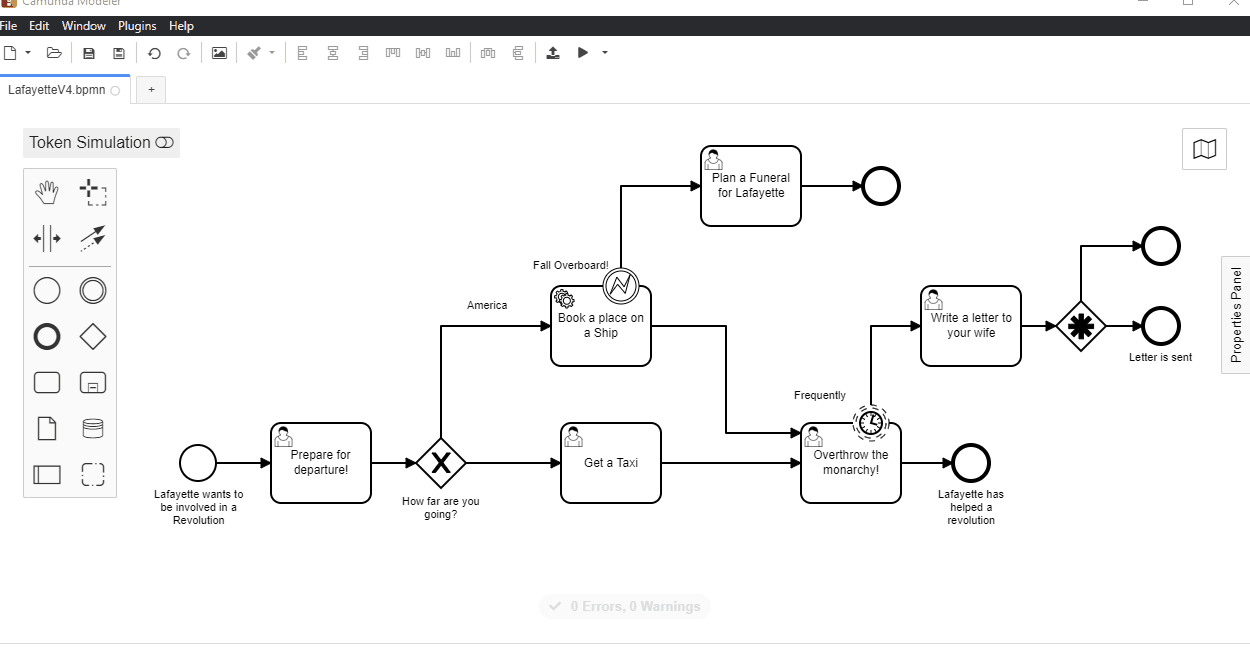 Camunda Modeler
File Edit Window Plugins Help
LafayetteV4.bpmn
+
Token Simulation
Plan a Funeral
for Lafayette
Fall Overboard!
America
Book a place on
a Ship
Write a letter to
your wife
Letter is sent
Properties Panel
Frequently
Prepare for
departure!
Get a Taxi
Overthrow the
monarchy!
Lafayette wants to
be involved in a
Revolution
How far are you
going?
Lafayette has
helped a
revolution
0 Errors, 0 Warnings